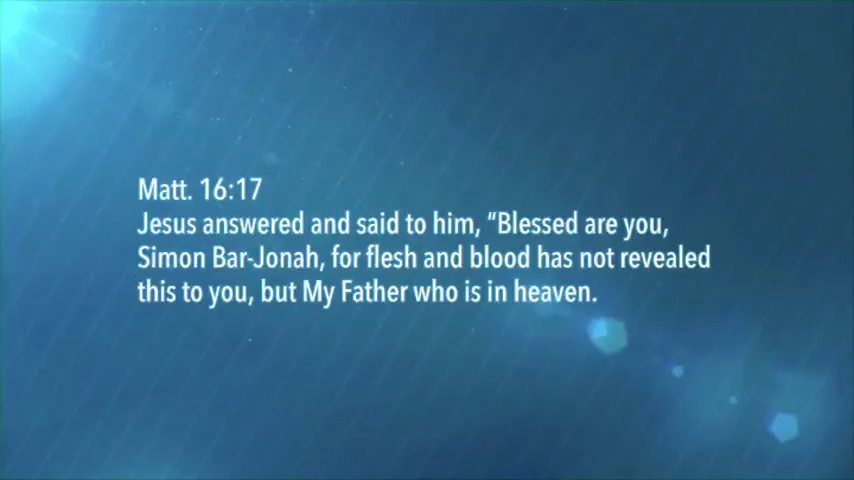 Matt. 16:17
Jesus answered and said to him, “Blessed are you,
Simon Bar-Jonah, for flesh and blood has not revealed
this to you, but My Father who is in heaven.